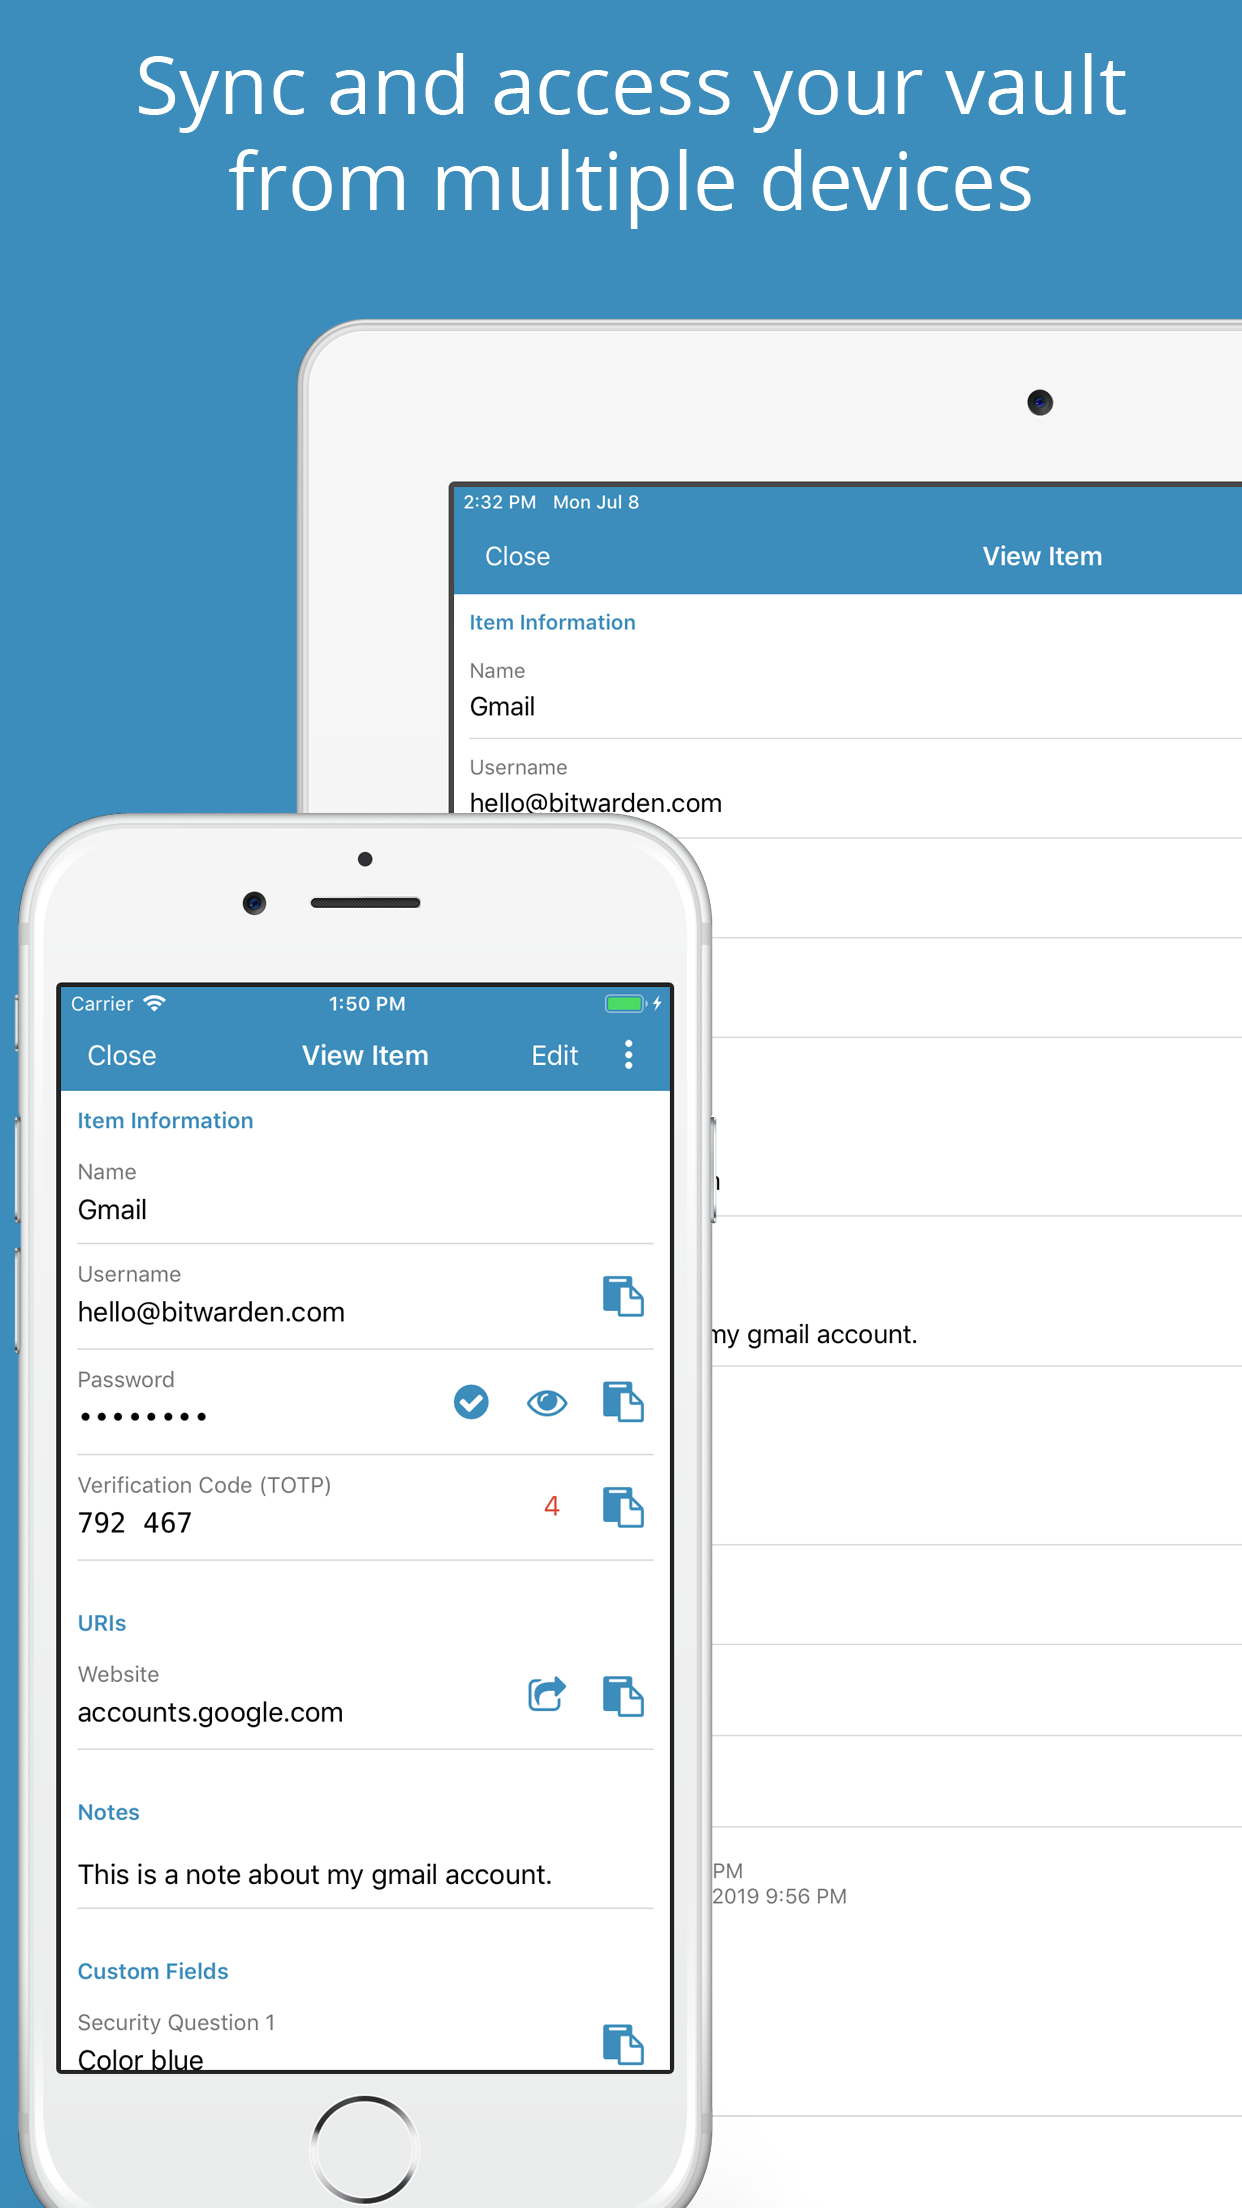 Sync and access your vault
from multiple devices
2:32 PM Mon Jul 8
Close View Item
Item Information
Name
Gmail
Username
hello@bitwarden.com
my gmail account.
PM
2019 9:56 PM
Carrier 1:50 PM
Close View Item Edit
Item Information
Name
Gmail
Username
hello@bitwarden.com
Password
••••••••
Verification Code (TOTP)
792 467 4
URIs
Website
accounts.google.com
Notes
This is a note about my gmail account.
Custom Fields
Security Question 1
Color blue